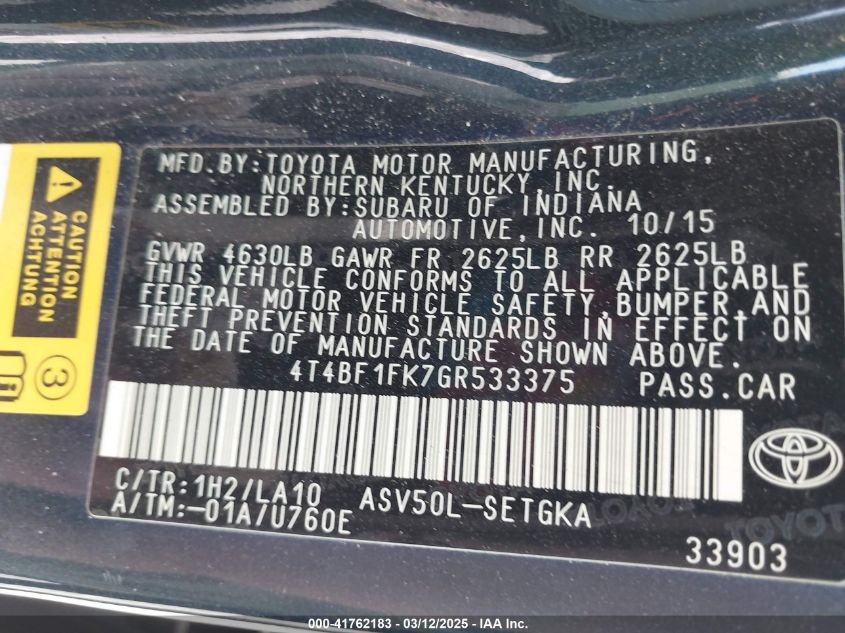 MFD.BY:TOYOTA MOTOR MANUFACTURING,
NORTHERN KENTUCKY,INC.
ASSEMBLED BY:SUBARU OF INDIANA
AUTOMOTIVE,INC. 10/15
GVWR 4630LB GAWR FR 2625LB RR 2625LB
THIS VEHICLE CONFORMS TO ALL APPLICABLE
FEDERAL MOTOR VEHICLE SAFETY,BUMPER,AND
THEFT PREVENTION STANDARDS IN EFFECT ON
THE DATE OF MANUFACTURE SHOWN ABOVE.
4T4BF1FK7GR533375 PASS.CAR
C/TR:1H2/LA10 ASV50L-SETGKA
A/TM:-01A/U760E
33903
TOYOTA
CAUTION
ATTENTION
ACHTUNG
3
000-41762183 - 03/12/2025 - IAAI.com